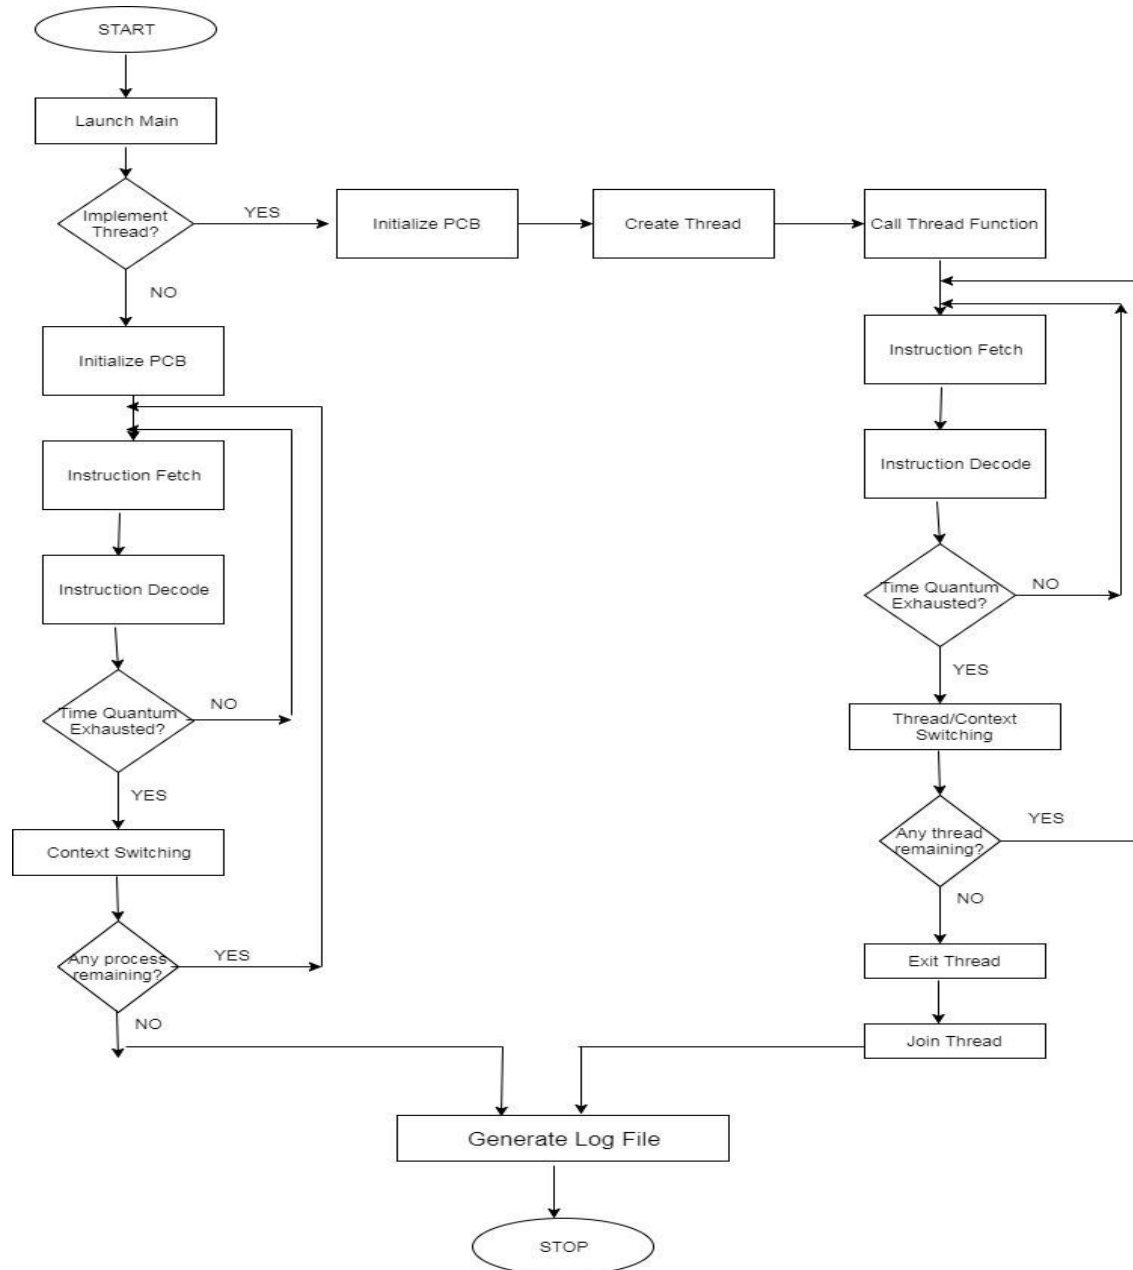 START
Launch Main
Implement
Thread?
YES
Initialize PCB
Create Thread
Call Thread Function
NO
Initialize PCB
Instruction Fetch
Instruction Decode
Time Quantum
Exhausted?
NO
YES
Context Switching
Any process
remaining?
YES
NO
Instruction Fetch
Instruction Decode
Time Quantum
Exhausted?
NO
YES
Thread/Context
Switching
Any thread
remaining?
YES
NO
Exit Thread
Join Thread
Generate Log File
STOP